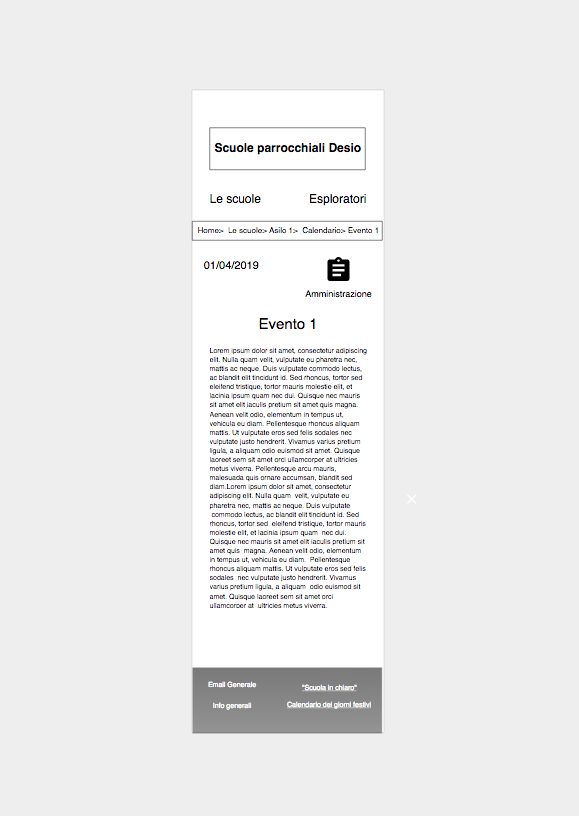 Scuole parrocchiali Desio
Le scuole Esploratori
Home> Le scuole> Asilo 1> Calendario> Evento 1
01/04/2019
Amministrazione
Evento 1
Lorem ipsum dolor sit amet, consectetur adipiscing
elit. Nulla quam velit, vulputate eu pharetra nec,
mattis ac neque. Duis vulputate commodo lectus,
ac blandit elit tincidunt id. Sed rhoncus, tortor sed
eleifend tristique, tortor mauris molestie elit, et
lacinia ipsum quam nec dui. Quisque nec mauris
sit amet elit iaculis pretium sit amet quis magna.
Aenean velit odio, elementum in tempus ut,
vehicula eu diam. Pellentesque rhoncus aliquam
mattis. Ut vulputate eros sed felis sodales nec
vulputate justo hendrerit. Vivamus varius pretium
ligula, a aliquam odio euismod sit amet. Quisque
laoreet sem sit amet orci ullamcorper at ultricies
metus viverra. Pellentesque arcu mauris,
malesuada quis ornare accumsan, blandit sed
diam.Lorem ipsum dolor sit amet, consectetur
adipiscing elit. Nulla quam velit, vulputate eu
pharetra nec, mattis ac neque. Duis vulputate
commodo lectus, ac blandit elit tincidunt id. Sed
rhoncus, tortor sed eleifend tristique, tortor mauris
molestie elit, et lacinia ipsum quam nec dui.
Quisque nec mauris sit amet elit iaculis pretium sit
amet quis magna. Aenean velit odio, elementum
in tempus ut, vehicula eu diam. Pellentesque
rhoncus aliquam mattis. Ut vulputate eros sed felis
sodales nec vulputate justo hendrerit. Vivamus
varius pretium ligula, a aliquam odio euismod sit
amet. Quisque laoreet sem sit amet orci
ullamcorper at ultricies metus viverra.
Email Generale "Scuola in chiaro"
Info generali Calendario dei giorni festivi